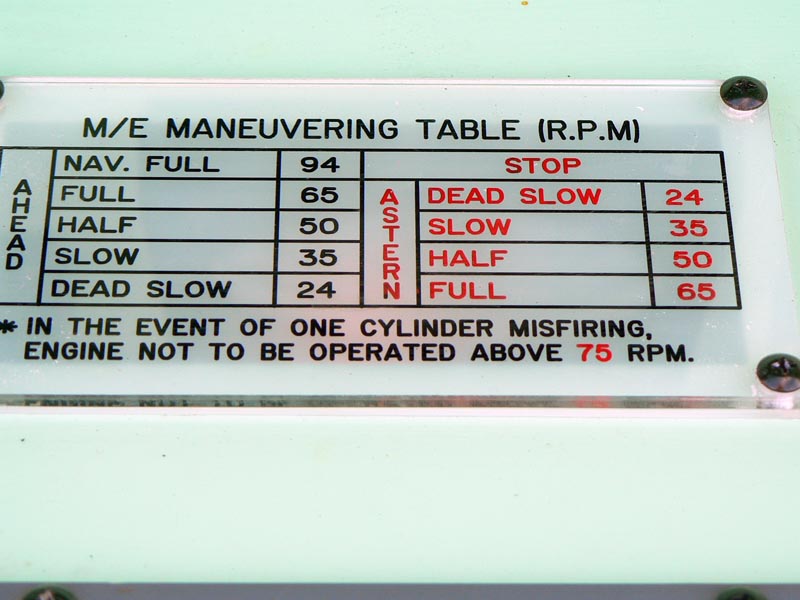 M/E MANEUVERING TABLE (R.P.M)
AHEAD
NAV. FULL 94
FULL 65
HALF 50
SLOW 35
DEAD SLOW 24
STOP
ASTERN
DEAD SLOW 24
SLOW 35
HALF 50
FULL 65
* IN THE EVENT OF ONE CYLINDER MISFIRING,
ENGINE NOT TO BE OPERATED ABOVE 75 RPM.